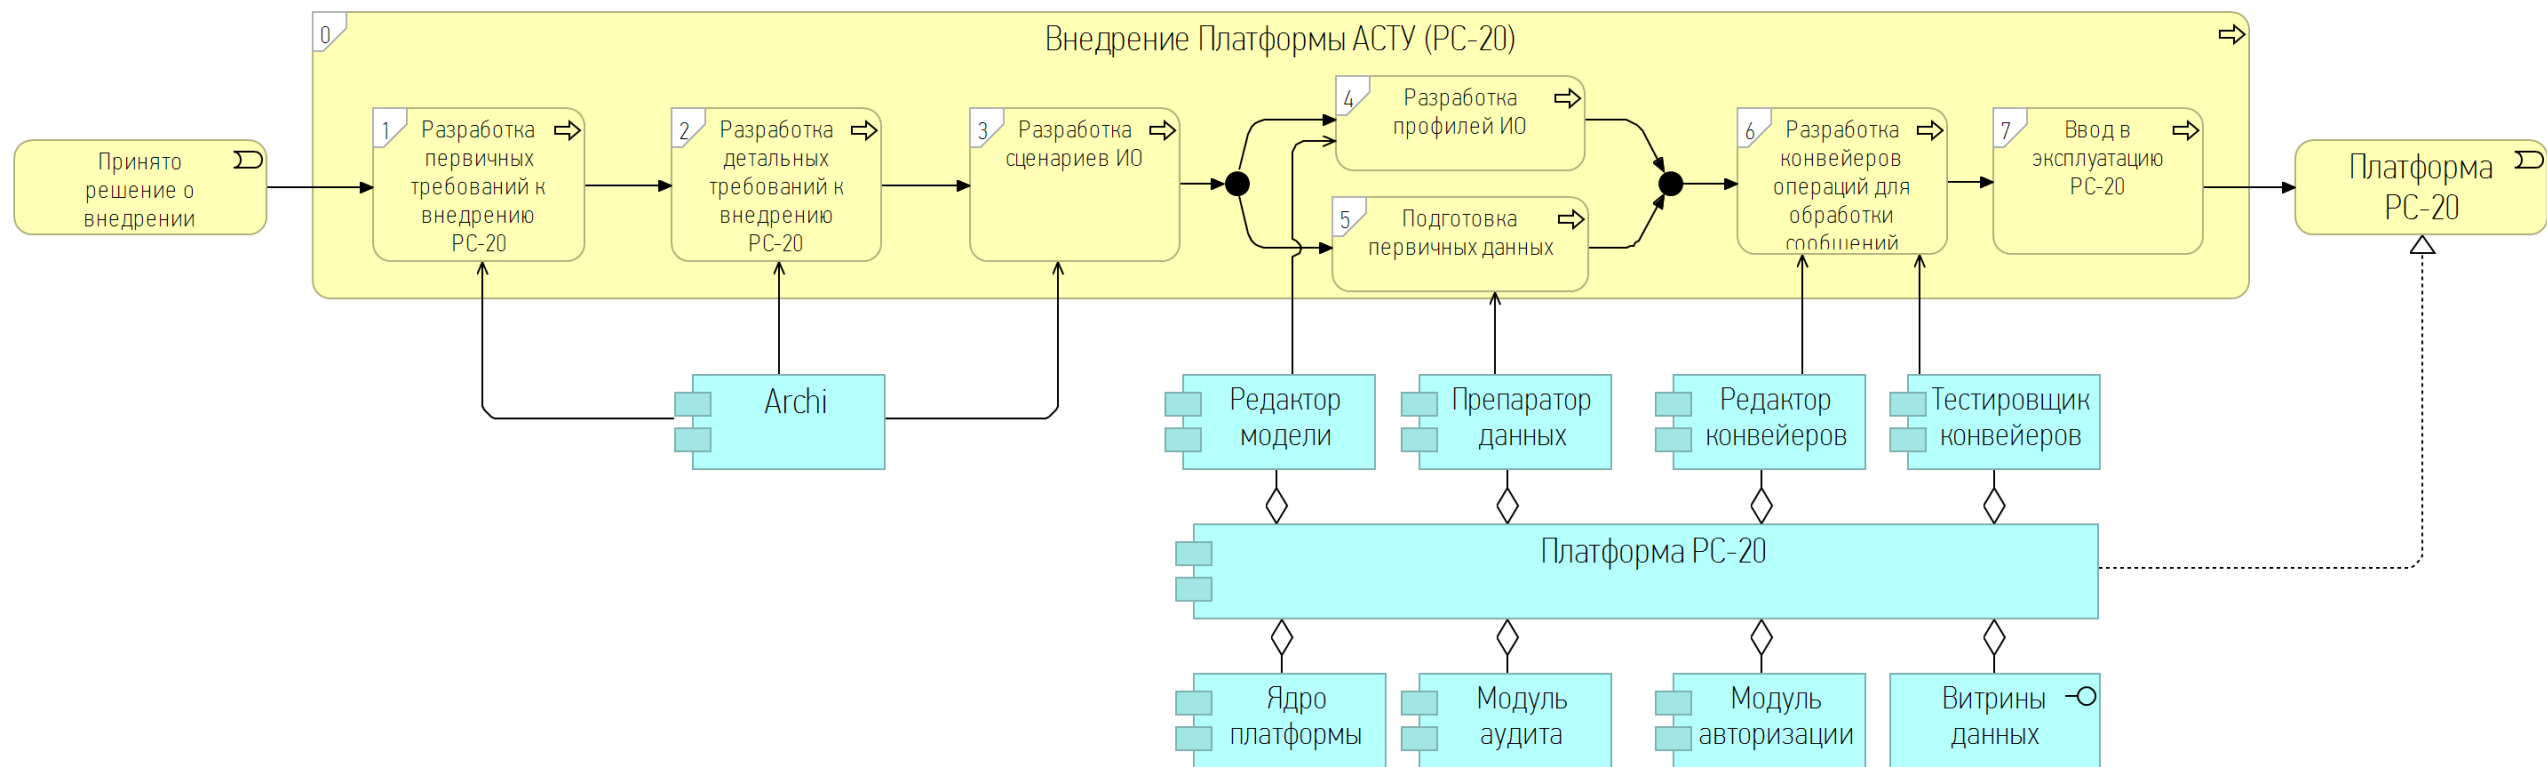 0
Внедрение Платформы АСТУ (РС-20)
Принято
решение о
внедрении
1
Разработка
первичных
требований к
внедрению
РС-20
2
Разработка
детальных
требований к
внедрению
РС-20
3
Разработка
сценариев ИО
4
Разработка
профилей ИО
5
Подготовка
первичных данных
6
Разработка
конвейеров
операций для
обработки
сообщений
7
Ввод в
эксплуатацию
РС-20
Платформа
РС-20
Archi
Редактор
модели
Препаратор
данных
Редактор
конвейеров
Тестировщик
конвейеров
Платформа РС-20
Ядро
платформы
Модуль
аудита
Модуль
авторизации
Витрины
данных